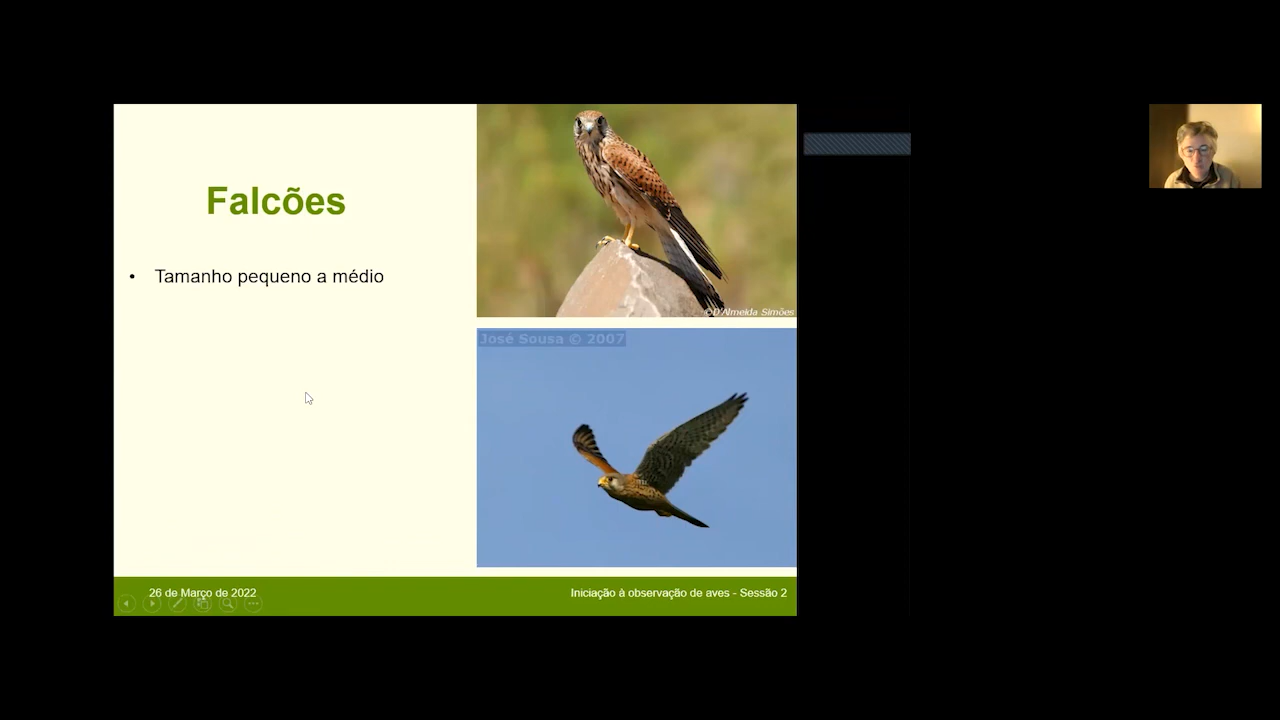 Falcões
• Tamanho pequeno a médio
©D'Almeida Simões
José Sousa © 2007
26 de Março de 2022
Iniciação à observação de aves - Sessão 2